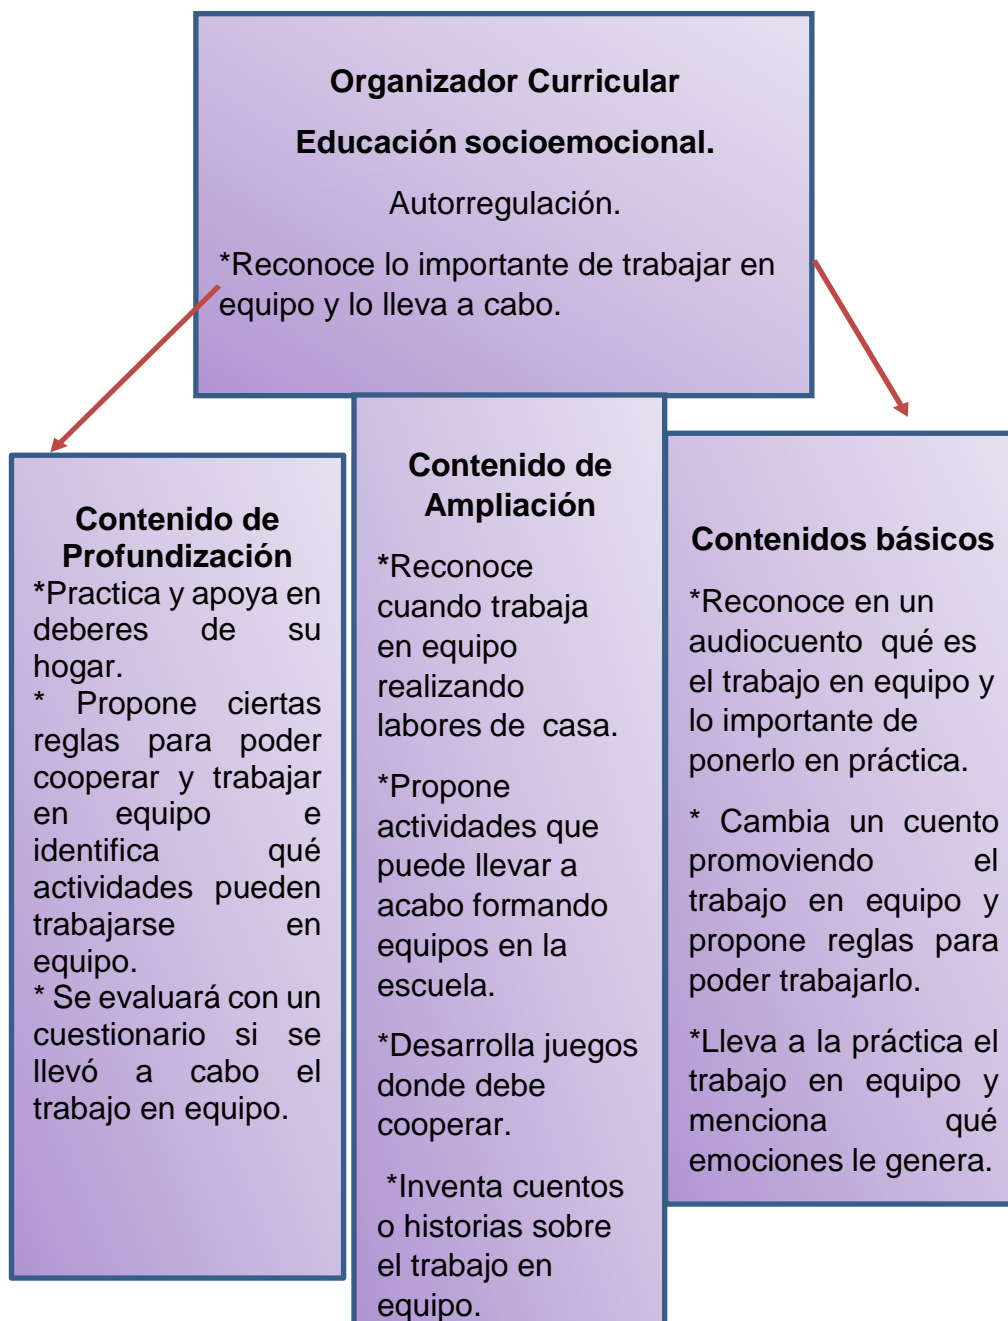 Organizador Curricular
Educación socioemocional.
Autorregulación.
*Reconoce lo importante de trabajar en
equipo y lo lleva a cabo.
Contenido de
Profundización
*Practica y apoya en
deberes de su
hogar.
* Propone ciertas
reglas para poder
cooperar y trabajar
en equipo e
identifica qué
actividades pueden
trabajarse en
equipo.
* Se evaluará con un
cuestionario si se
llevó a cabo el
trabajo en equipo.
Contenido de
Ampliación
*Reconoce
cuando trabaja
en equipo
realizando
labores de casa.
*Propone
actividades que
puede llevar a
acabo formando
equipos en la
escuela.
*Desarrolla juegos
donde debe
cooperar.
*Inventa cuentos
o historias sobre
el trabajo en
equipo.
Contenidos básicos
*Reconoce en un
audiocuento qué es
el trabajo en equipo y
lo importante de
ponerlo en práctica.
* Cambia un cuento
promoviendo el
trabajo en equipo y
propone reglas para
poder trabajarlo.
*Lleva a la práctica el
trabajo en equipo y
menciona qué
emociones le genera.